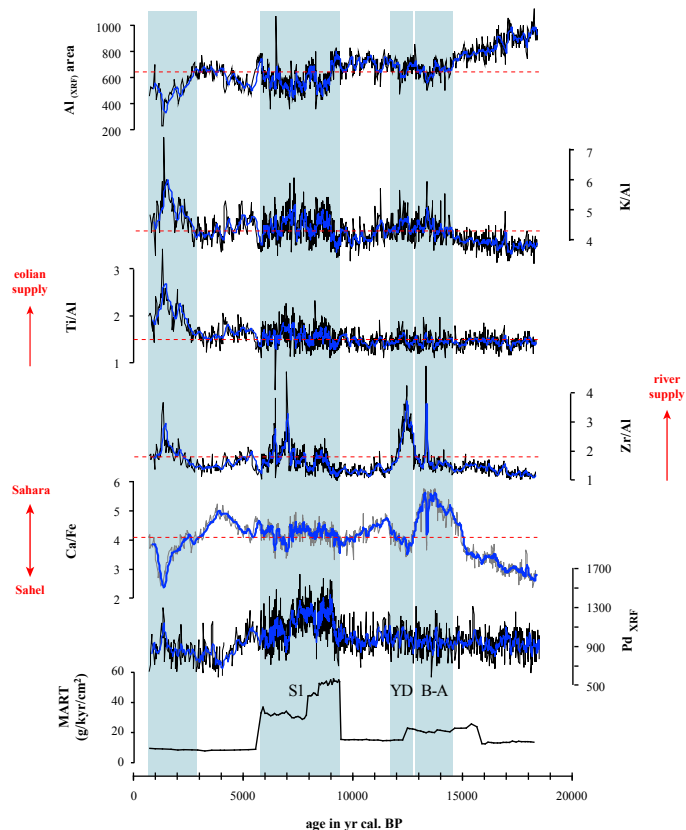 1000
800
600
400
200
Al (XRF) area
7
6
5
4
K/Al
eolian
supply
3
2
1
Ti/Al
river
supply
4
3
2
1
Zr/Al
Sahara
Sahel
6
5
4
3
2
Ca/Fe
1700
1300
900
500
Pd XRF
60
40
20
0
MART
(g/kyr/cm²)
S1
YD
B-A
0
5000
10000
15000
20000
age in yr cal. BP